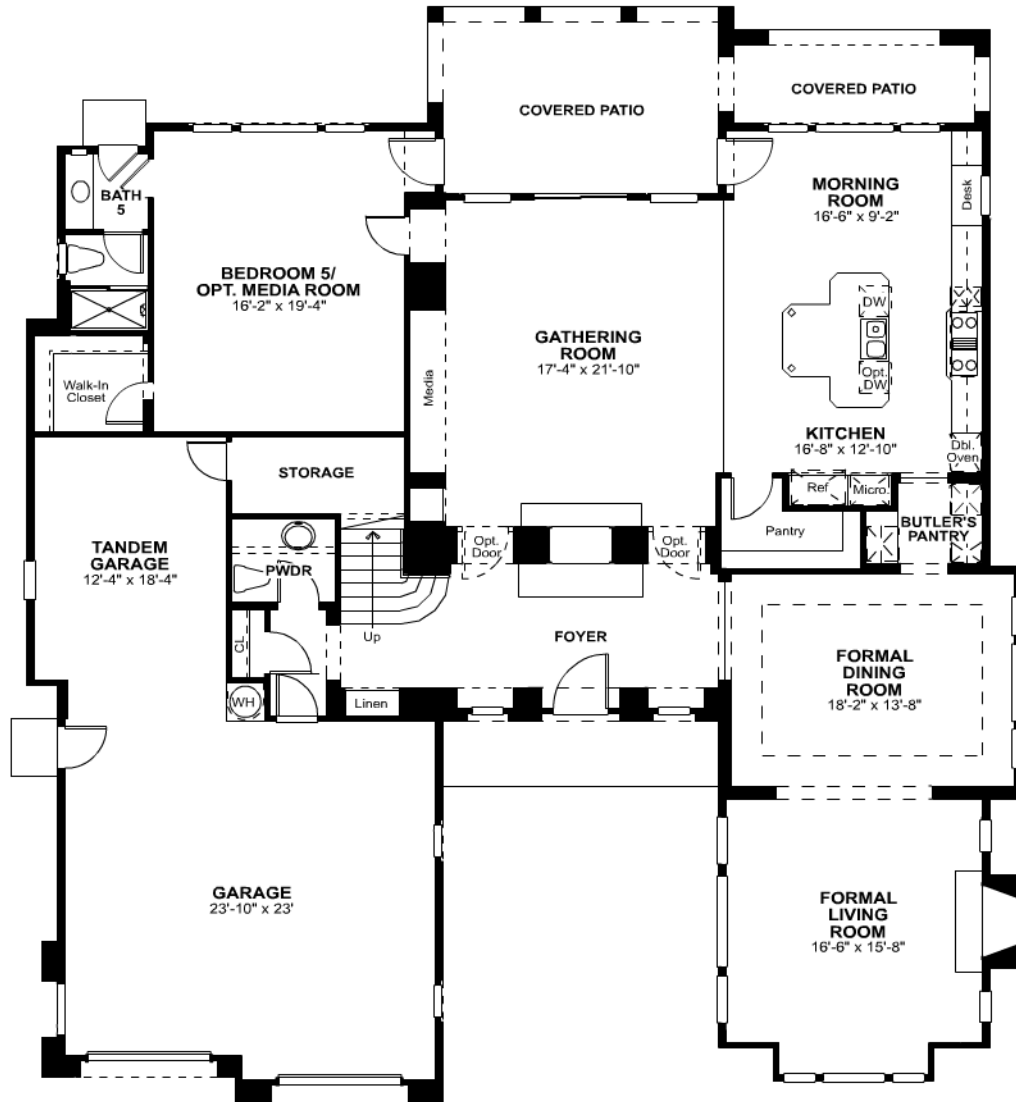 COVERED PATIO
COVERED PATIO
BATH
5
MORNING
ROOM
16'-6" x 9'-2"
Desk
BEDROOM 5/
OPT. MEDIA ROOM
16'-2" x 19'-4"
DW
GATHERING
ROOM
17'-4" x 21'-10"
Opt.
DW
Walk-In
Closet
Media
KITCHEN
16'-8" x 12'-10"
Dbl.
Oven
STORAGE
Ref
Micro.
TANDEM
GARAGE
12'-4" x 18'-4"
PWDR
Opt.
Door
Opt.
Door
Pantry
BUTLER'S
PANTRY
CL
Up
FOYER
FORMAL
DINING
ROOM
18'-2" x 13'-8"
WH
Linen
GARAGE
23'-10" x 23'
FORMAL
LIVING
ROOM
16'-6" x 15'-8"